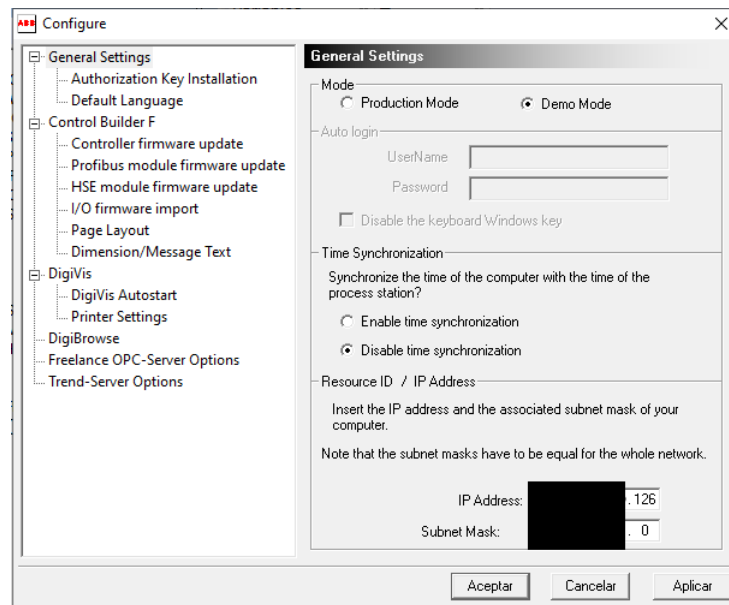 ABB Configure
General Settings
Authorization Key Installation
Default Language
Control Builder F
Controller firmware update
Profibus module firmware update
HSE module firmware update
I/O firmware import
Page Layout
Dimension/Message Text
DigiVis
DigiVis Autostart
Printer Settings
DigiBrowse
Freelance OPC-Server Options
Trend-Server Options
General Settings
Mode
Production Mode
Demo Mode
Auto login
UserName
Password
Disable the keyboard Windows key
Time Synchronization
Synchronize the time of the computer with the time of the
process station?
Enable time synchronization
Disable time synchronization
Resource ID / IP Address
Insert the IP address and the associated subnet mask of your
computer.
Note that the subnet masks have to be equal for the whole network.
IP Address: .126
Subnet Mask: . 0
Aceptar Cancelar Aplicar